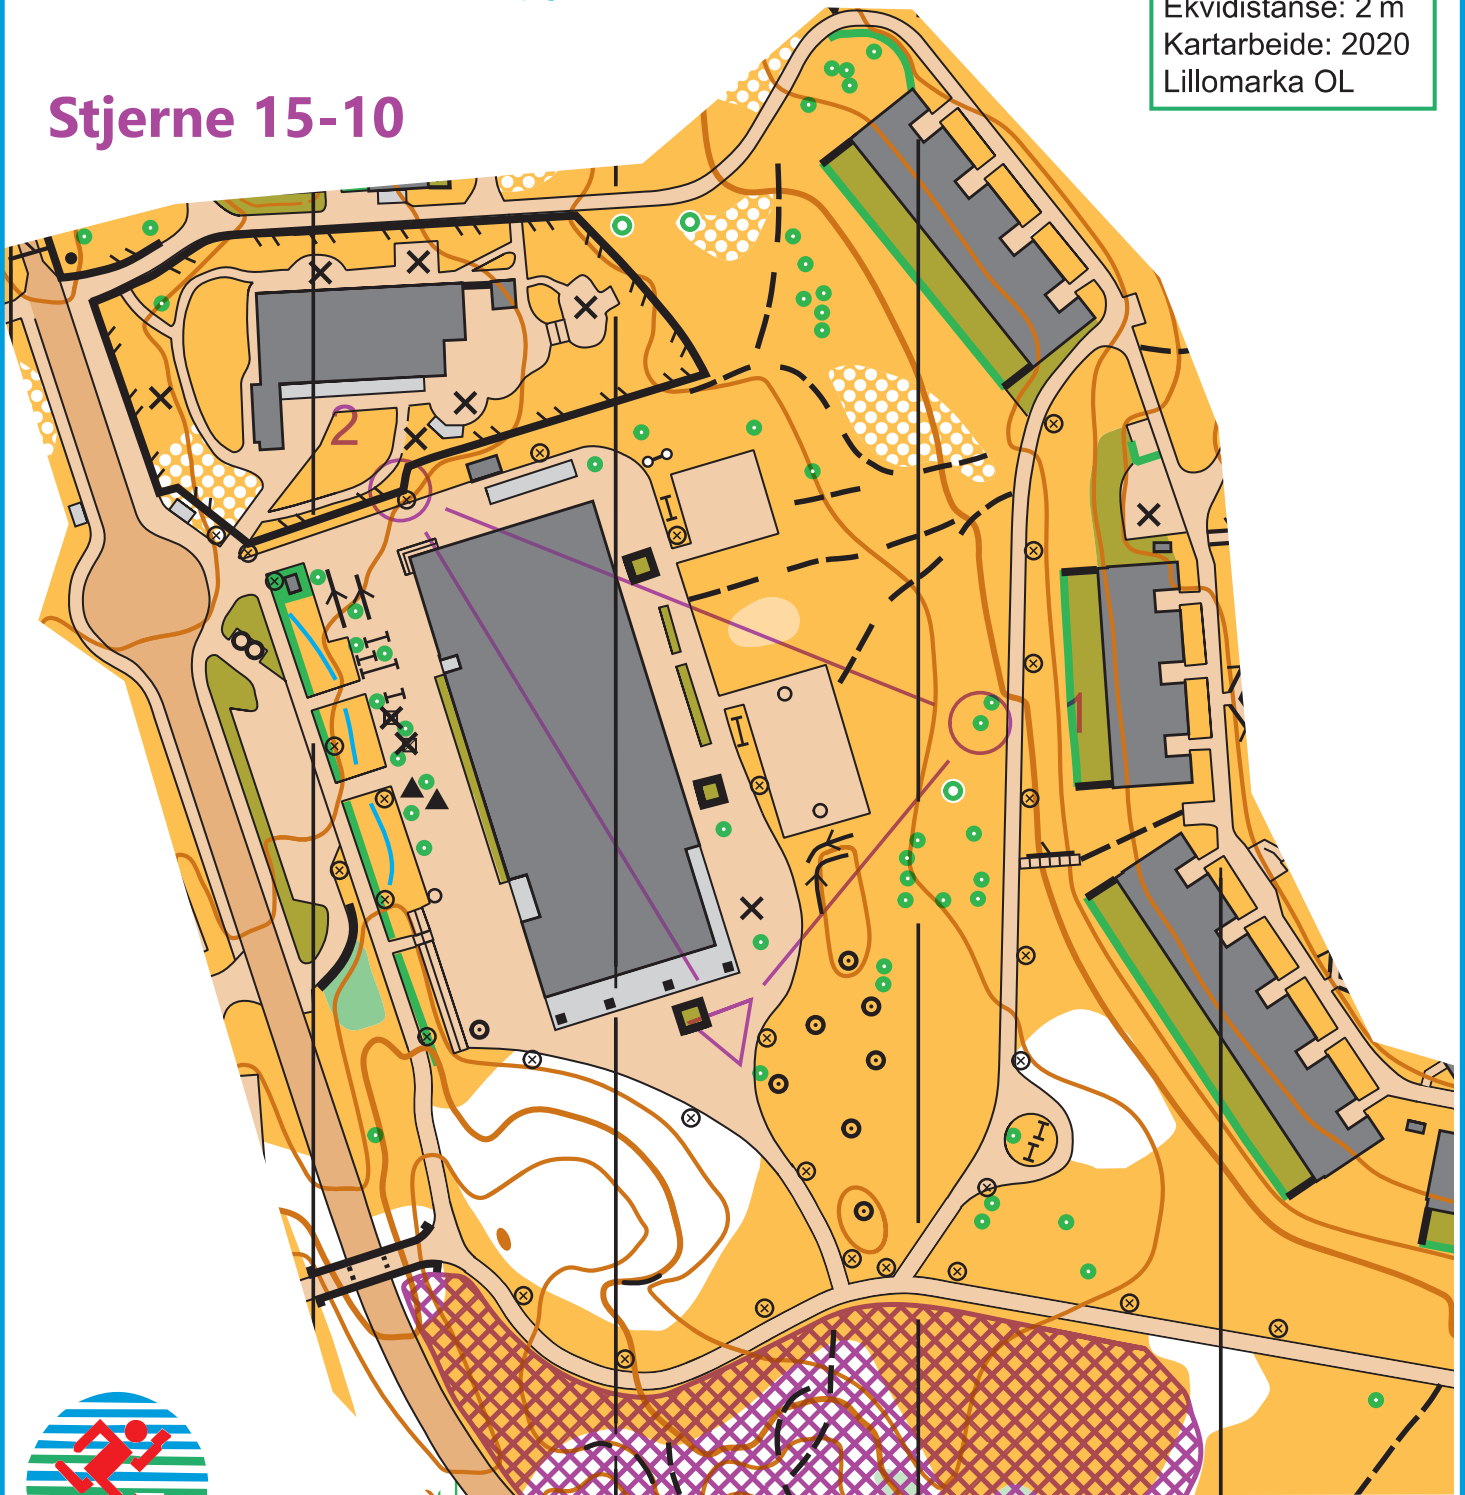 Ekvidistanse: 2 m
Kartarbeide: 2020
Lillomarka OL
Stjerne 15-10
2
1